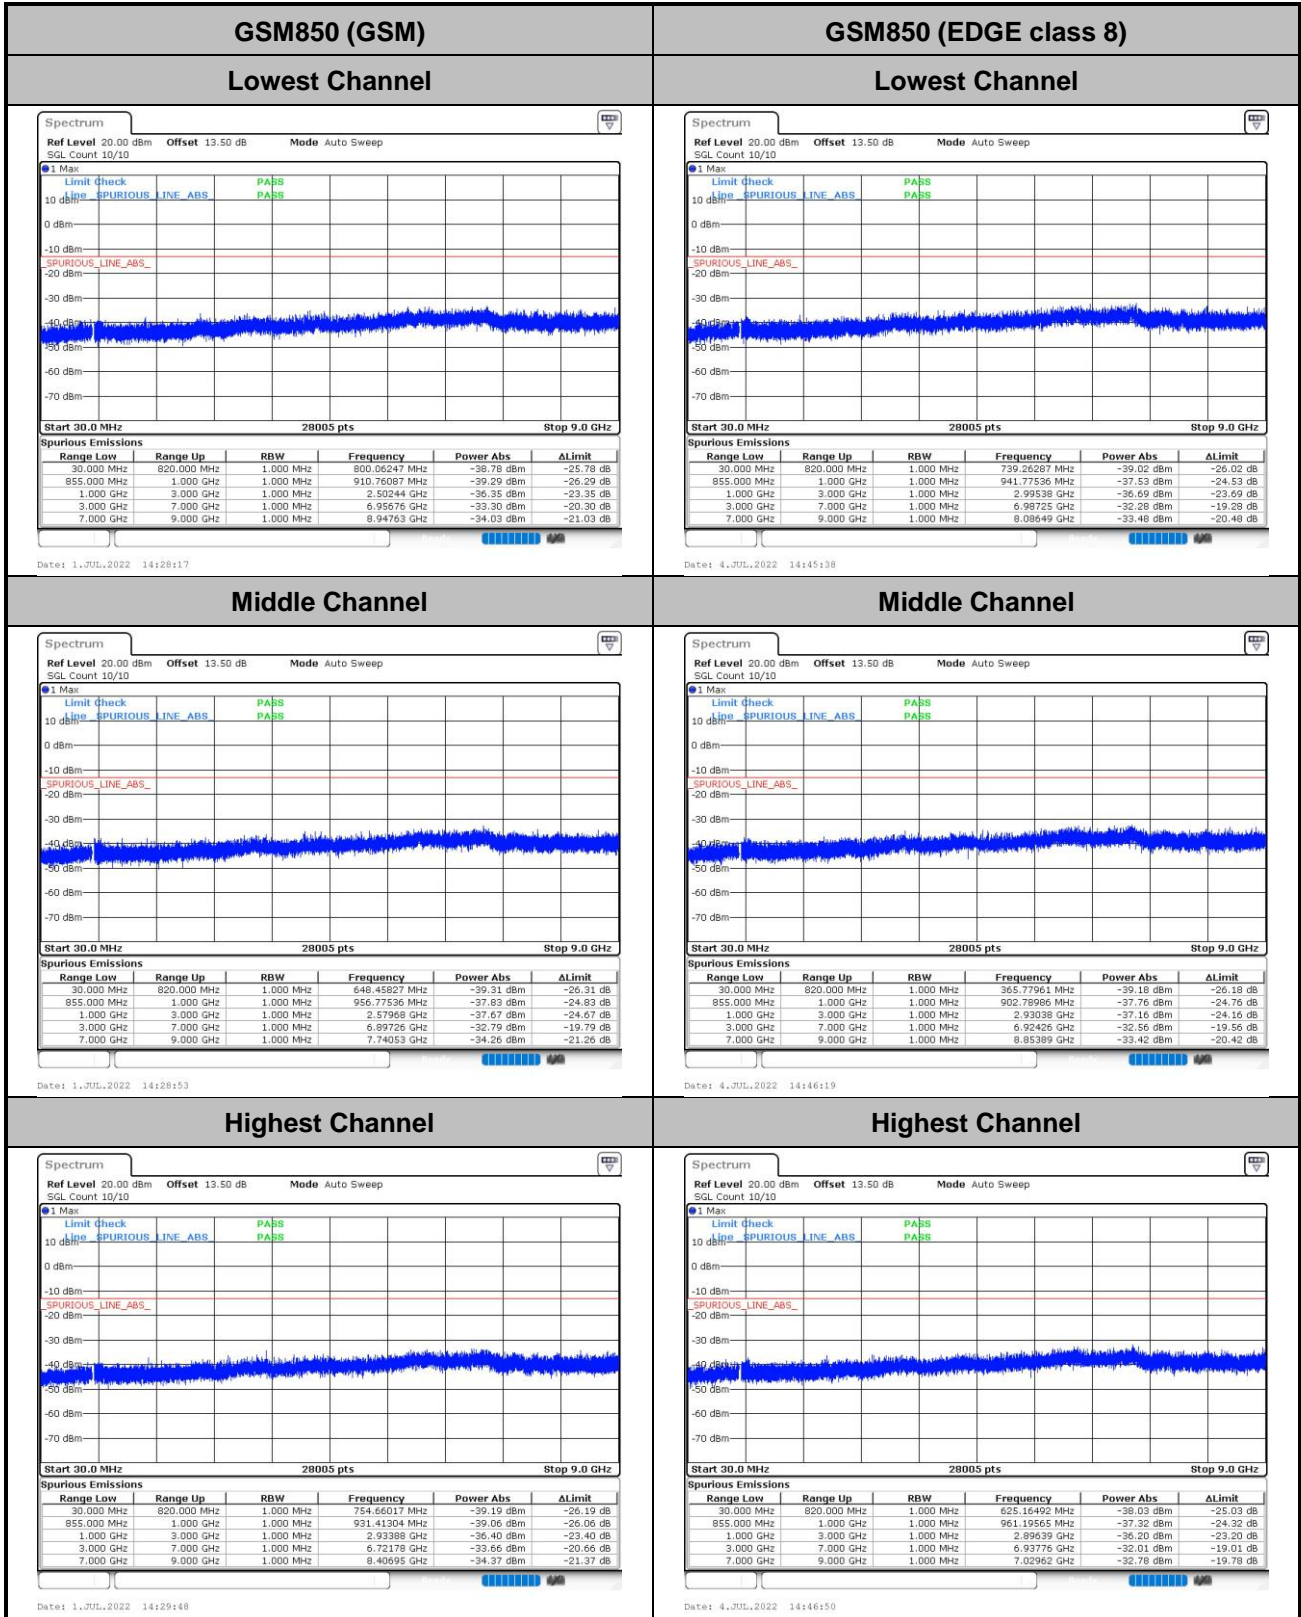 GSM850 (GSM) GSM850 (EDGE class 8)
Lowest Channel Lowest Channel
Spectrum
Ref Level 20.00 dBm Offset 13.50 dB Mode Auto Sweep
SGL Count 10/10
1 Max
Limit Check PASS
10 dBm Line _SPURIOUS_LINE_ABS_ PASS
0 dBm
-10 dBm
_SPURIOUS_LINE_ABS_
-20 dBm
-30 dBm
-40 dBm
-50 dBm
-60 dBm
-70 dBm
Start 30.0 MHz 28005 pts Stop 9.0 GHz
Spurious Emissions
Range Low Range Up RBW Frequency Power Abs ΔLimit
30.000 MHz 820.000 MHz 1.000 MHz 800.06247 MHz -38.78 dBm -25.78 dB
855.000 MHz 1.000 GHz 1.000 MHz 910.76087 MHz -39.29 dBm -26.29 dB
1.000 GHz 3.000 GHz 1.000 MHz 2.50244 GHz -36.35 dBm -23.35 dB
3.000 GHz 7.000 GHz 1.000 MHz 6.95676 GHz -33.30 dBm -20.30 dB
7.000 GHz 9.000 GHz 1.000 MHz 8.94763 GHz -34.03 dBm -21.03 dB
Date: 1.JUL.2022 14:28:17
Spectrum
Ref Level 20.00 dBm Offset 13.50 dB Mode Auto Sweep
SGL Count 10/10
1 Max
Limit Check PASS
10 dBm Line _SPURIOUS_LINE_ABS_ PASS
0 dBm
-10 dBm
_SPURIOUS_LINE_ABS_
-20 dBm
-30 dBm
-40 dBm
-50 dBm
-60 dBm
-70 dBm
Start 30.0 MHz 28005 pts Stop 9.0 GHz
Spurious Emissions
Range Low Range Up RBW Frequency Power Abs ΔLimit
30.000 MHz 820.000 MHz 1.000 MHz 739.26287 MHz -39.02 dBm -26.02 dB
855.000 MHz 1.000 GHz 1.000 MHz 941.77536 MHz -37.53 dBm -24.53 dB
1.000 GHz 3.000 GHz 1.000 MHz 2.99538 GHz -36.69 dBm -23.69 dB
3.000 GHz 7.000 GHz 1.000 MHz 6.98725 GHz -32.28 dBm -19.28 dB
7.000 GHz 9.000 GHz 1.000 MHz 8.08649 GHz -33.48 dBm -20.48 dB
Date: 4.JUL.2022 14:45:38
Middle Channel Middle Channel
Spectrum
Ref Level 20.00 dBm Offset 13.50 dB Mode Auto Sweep
SGL Count 10/10
1 Max
Limit Check PASS
10 dBm Line _SPURIOUS_LINE_ABS_ PASS
0 dBm
-10 dBm
_SPURIOUS_LINE_ABS_
-20 dBm
-30 dBm
-40 dBm
-50 dBm
-60 dBm
-70 dBm
Start 30.0 MHz 28005 pts Stop 9.0 GHz
Spurious Emissions
Range Low Range Up RBW Frequency Power Abs ΔLimit
30.000 MHz 820.000 MHz 1.000 MHz 648.45827 MHz -39.31 dBm -26.31 dB
855.000 MHz 1.000 GHz 1.000 MHz 956.77536 MHz -37.83 dBm -24.83 dB
1.000 GHz 3.000 GHz 1.000 MHz 2.57968 GHz -37.67 dBm -24.67 dB
3.000 GHz 7.000 GHz 1.000 MHz 6.89726 GHz -32.79 dBm -19.79 dB
7.000 GHz 9.000 GHz 1.000 MHz 7.74053 GHz -34.26 dBm -21.26 dB
Date: 1.JUL.2022 14:28:53
Spectrum
Ref Level 20.00 dBm Offset 13.50 dB Mode Auto Sweep
SGL Count 10/10
1 Max
Limit Check PASS
10 dBm Line _SPURIOUS_LINE_ABS_ PASS
0 dBm
-10 dBm
_SPURIOUS_LINE_ABS_
-20 dBm
-30 dBm
-40 dBm
-50 dBm
-60 dBm
-70 dBm
Start 30.0 MHz 28005 pts Stop 9.0 GHz
Spurious Emissions
Range Low Range Up RBW Frequency Power Abs ΔLimit
30.000 MHz 820.000 MHz 1.000 MHz 365.77961 MHz -39.18 dBm -26.18 dB
855.000 MHz 1.000 GHz 1.000 MHz 902.78986 MHz -37.76 dBm -24.76 dB
1.000 GHz 3.000 GHz 1.000 MHz 2.93038 GHz -37.16 dBm -24.16 dB
3.000 GHz 7.000 GHz 1.000 MHz 6.92426 GHz -32.56 dBm -19.56 dB
7.000 GHz 9.000 GHz 1.000 MHz 8.85389 GHz -33.42 dBm -20.42 dB
Date: 4.JUL.2022 14:46:19
Highest Channel Highest Channel
Spectrum
Ref Level 20.00 dBm Offset 13.50 dB Mode Auto Sweep
SGL Count 10/10
1 Max
Limit Check PASS
10 dBm Line _SPURIOUS_LINE_ABS_ PASS
0 dBm
-10 dBm
_SPURIOUS_LINE_ABS_
-20 dBm
-30 dBm
-40 dBm
-50 dBm
-60 dBm
-70 dBm
Start 30.0 MHz 28005 pts Stop 9.0 GHz
Spurious Emissions
Range Low Range Up RBW Frequency Power Abs ΔLimit
30.000 MHz 820.000 MHz 1.000 MHz 754.66017 MHz -39.19 dBm -26.19 dB
855.000 MHz 1.000 GHz 1.000 MHz 931.41304 MHz -39.06 dBm -26.06 dB
1.000 GHz 3.000 GHz 1.000 MHz 2.93388 GHz -36.40 dBm -23.40 dB
3.000 GHz 7.000 GHz 1.000 MHz 6.72178 GHz -33.66 dBm -20.66 dB
7.000 GHz 9.000 GHz 1.000 MHz 8.40695 GHz -34.37 dBm -21.37 dB
Date: 1.JUL.2022 14:29:48
Spectrum
Ref Level 20.00 dBm Offset 13.50 dB Mode Auto Sweep
SGL Count 10/10
1 Max
Limit Check PASS
10 dBm Line _SPURIOUS_LINE_ABS_ PASS
0 dBm
-10 dBm
_SPURIOUS_LINE_ABS_
-20 dBm
-30 dBm
-40 dBm
-50 dBm
-60 dBm
-70 dBm
Start 30.0 MHz 28005 pts Stop 9.0 GHz
Spurious Emissions
Range Low Range Up RBW Frequency Power Abs ΔLimit
30.000 MHz 820.000 MHz 1.000 MHz 625.16492 MHz -38.03 dBm -25.03 dB
855.000 MHz 1.000 GHz 1.000 MHz 961.19565 MHz -37.32 dBm -24.32 dB
1.000 GHz 3.000 GHz 1.000 MHz 2.89639 GHz -36.20 dBm -23.20 dB
3.000 GHz 7.000 GHz 1.000 MHz 6.93776 GHz -32.01 dBm -19.01 dB
7.000 GHz 9.000 GHz 1.000 MHz 7.02962 GHz -32.78 dBm -19.78 dB
Date: 4.JUL.2022 14:46:50